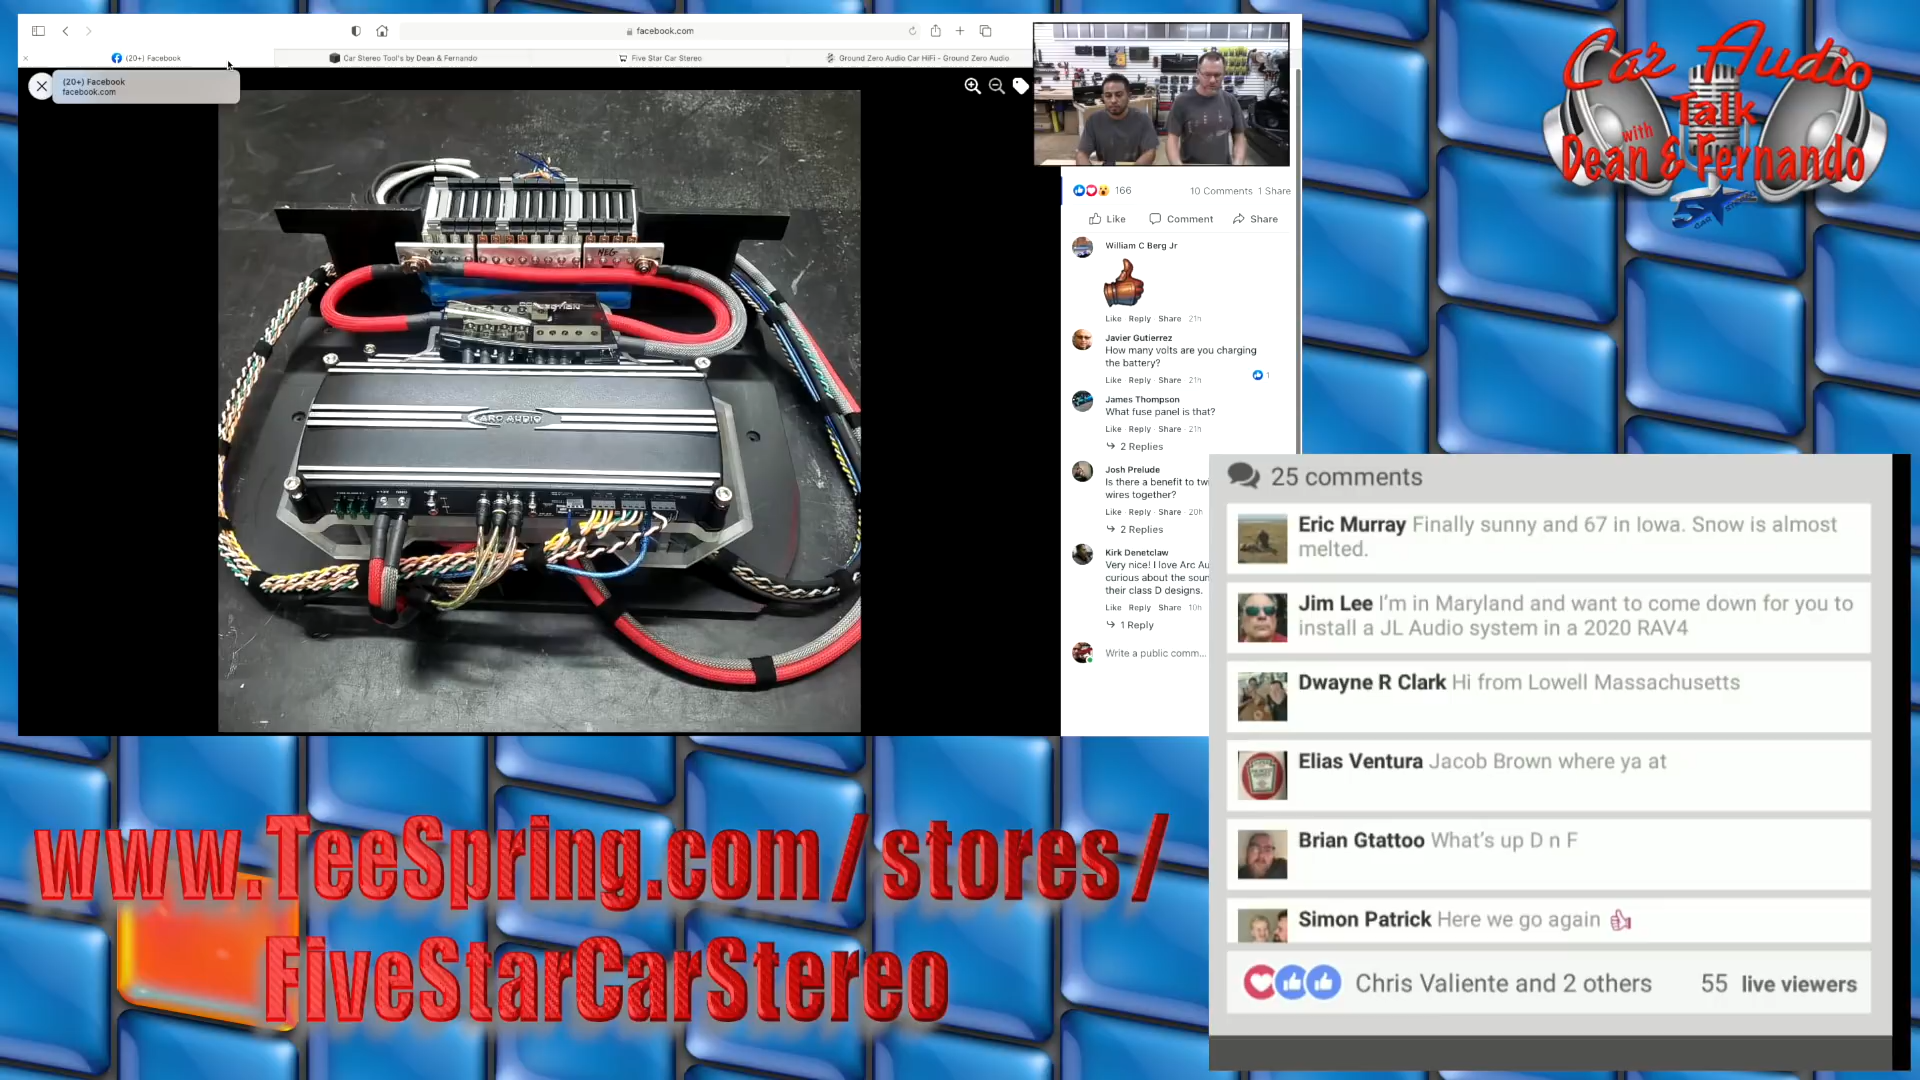 facebook.com
(20+) Facebook
Car Stereo Tool's by Dean & Fernando
Five Star Car Stereo
Ground Zero Audio Car HiFi - Ground Zero Audio
(20+) Facebook
facebook.com
Car Audio
Talk
with
Dean & Fernando
POS
NEG
ARC AUDIO
166
10 Comments 1 Share
Like
Comment
Share
William C Berg Jr
Like Reply Share 21h
Javier Gutierrez
How many volts are you charging
the battery?
Like Reply Share 21h
1
James Thompson
What fuse panel is that?
Like Reply Share 21h
2 Replies
Josh Prelude
Is there a benefit to tw
wires together?
Like Reply Share 20h
2 Replies
Kirk Denetclaw
Very nice! I love Arc Au
curious about the soun
their class D designs.
Like Reply Share 10h
1 Reply
Write a public comm...
25 comments
Eric Murray Finally sunny and 67 in Iowa. Snow is almost
melted.
Jim Lee I'm in Maryland and want to come down for you to
install a JL Audio system in a 2020 RAV4
Dwayne R Clark Hi from Lowell Massachusetts
Elias Ventura Jacob Brown where ya at
Brian Gtattoo What's up D n F
Simon Patrick Here we go again
Chris Valiente and 2 others
55 live viewers
www.TeeSpring.com/stores/
FiveStarCarStereo